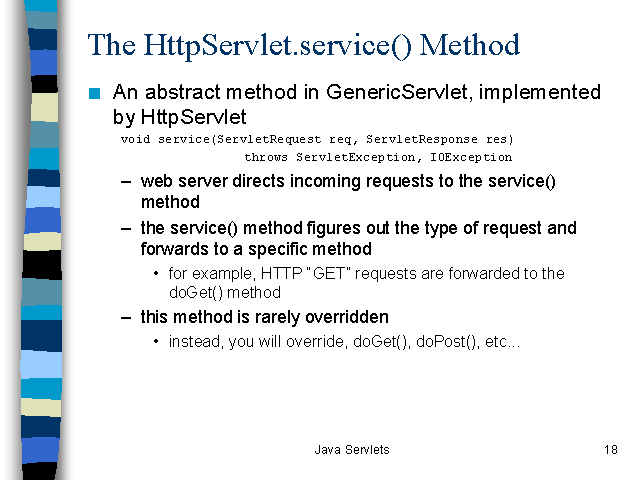 The HttpServlet.service() Method
An abstract method in GenericServlet, implemented
by HttpServlet
void service(ServletRequest req, ServletResponse res)
throws ServletException, IOException
– web server directs incoming requests to the service()
method
– the service() method figures out the type of request and
forwards to a specific method
• for example, HTTP "GET" requests are forwarded to the
doGet() method
– this method is rarely overridden
• instead, you will override, doGet(), doPost(), etc...
Java Servlets
18